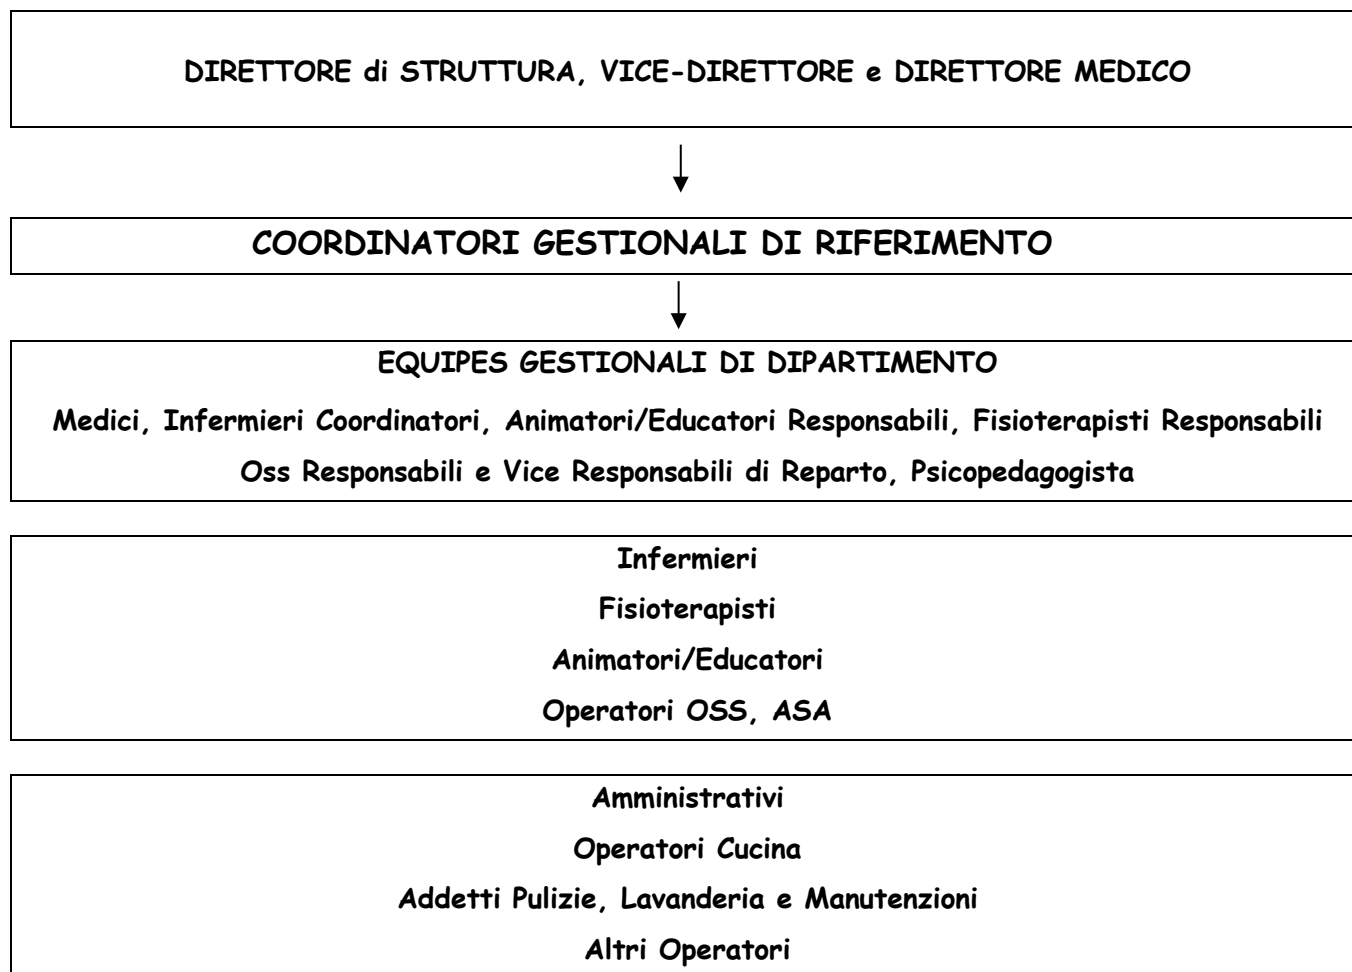 DIRETTORE di STRUTTURA, VICE-DIRETTORE e DIRETTORE MEDICO
COORDINATORI GESTIONALI DI RIFERIMENTO
EQUIPES GESTIONALI DI DIPARTIMENTO
Medici, Infermieri Coordinatori, Animatori/Educatori Responsabili, Fisioterapisti Responsabili
Oss Responsabili e Vice Responsabili di Reparto, Psicopedagogista
Infermieri
Fisioterapisti
Animatori/Educatori
Operatori OSS, ASA
Amministrativi
Operatori Cucina
Addetti Pulizie, Lavanderia e Manutenzioni
Altri Operatori